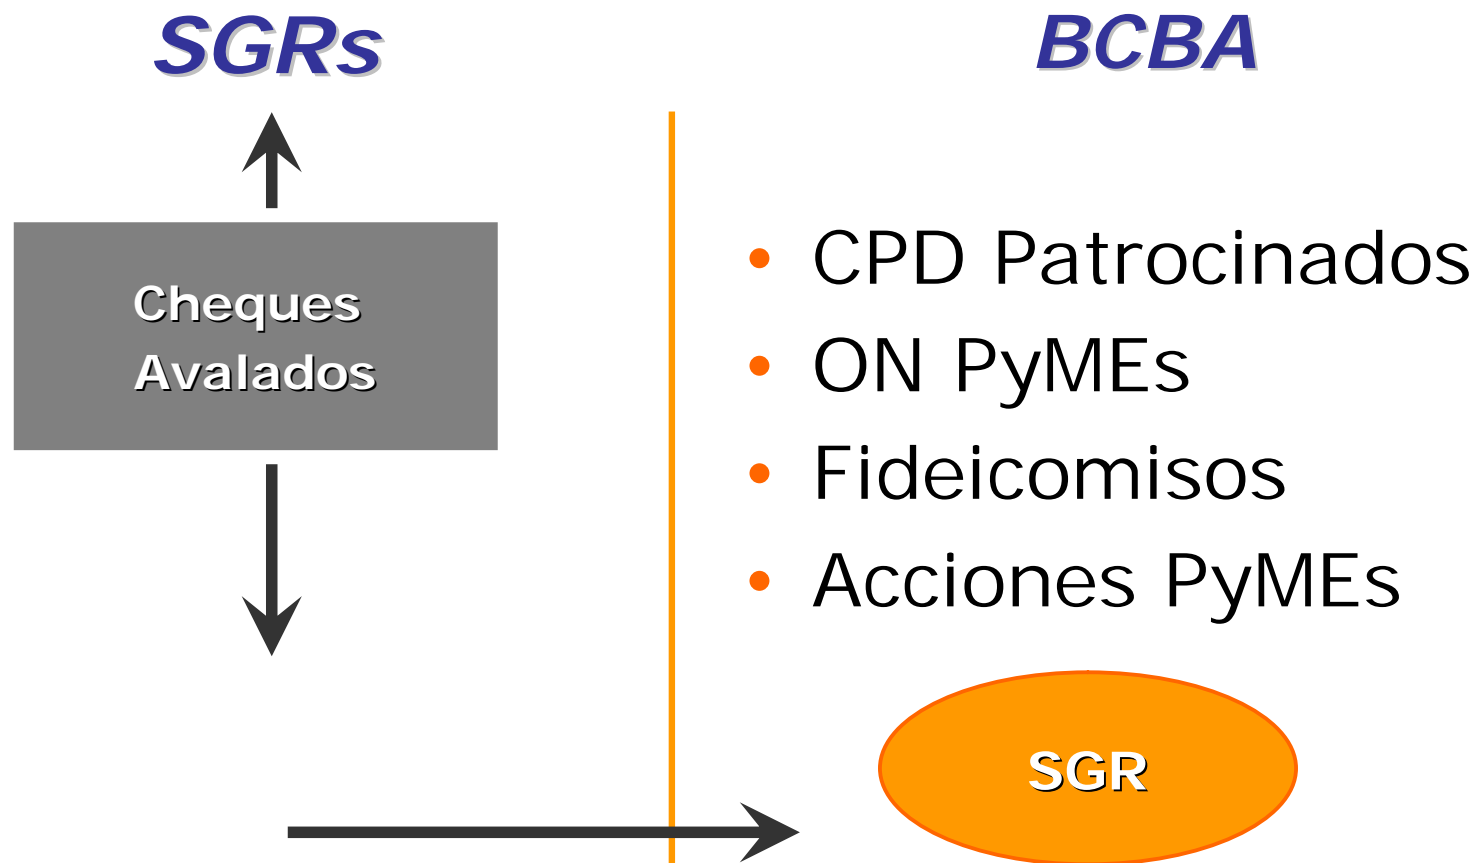 SGRs
BCBA
Cheques
Avalados
• CPD Patrocinados
• ON PyMEs
• Fideicomisos
• Acciones PyMEs
SGR